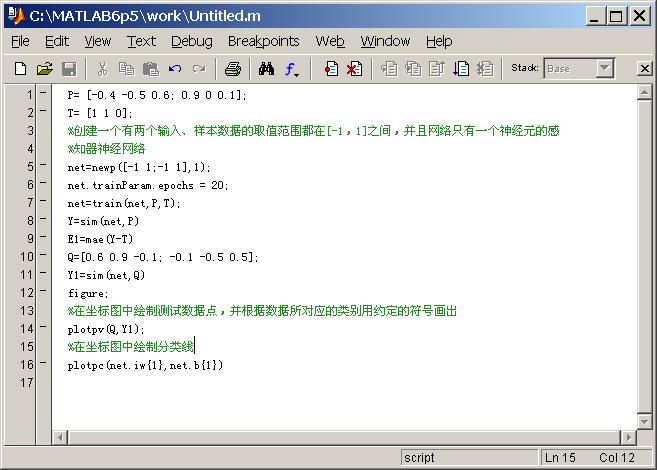 C:\MATLAB6p5\work\Untitled.m
File Edit View Text Debug Breakpoints Web Window Help
Stack: Base
1 P= [-0.4 -0.5 0.6; 0.9 0 0.1];
2 T= [1 1 0];
3 %创建一个有两个输入、样本数据的取值范围都在[-1，1]之间，并且网络只有一个神经元的感
4 %知器神经网络
5 net=newp([-1 1;-1 1],1);
6 net.trainParam.epochs = 20;
7 net=train(net,P,T);
8 Y=sim(net,P)
9 E1=mae(Y-T)
10 Q=[0.6 0.9 -0.1; -0.1 -0.5 0.5];
11 Y1=sim(net,Q)
12 figure;
13 %在坐标图中绘制测试数据点，并根据数据所对应的类别用约定的符号画出
14 plotpv(Q,Y1);
15 %在坐标图中绘制分类线
16 plotpc(net.iw{1},net.b{1})
17
script Ln 15 Col 12